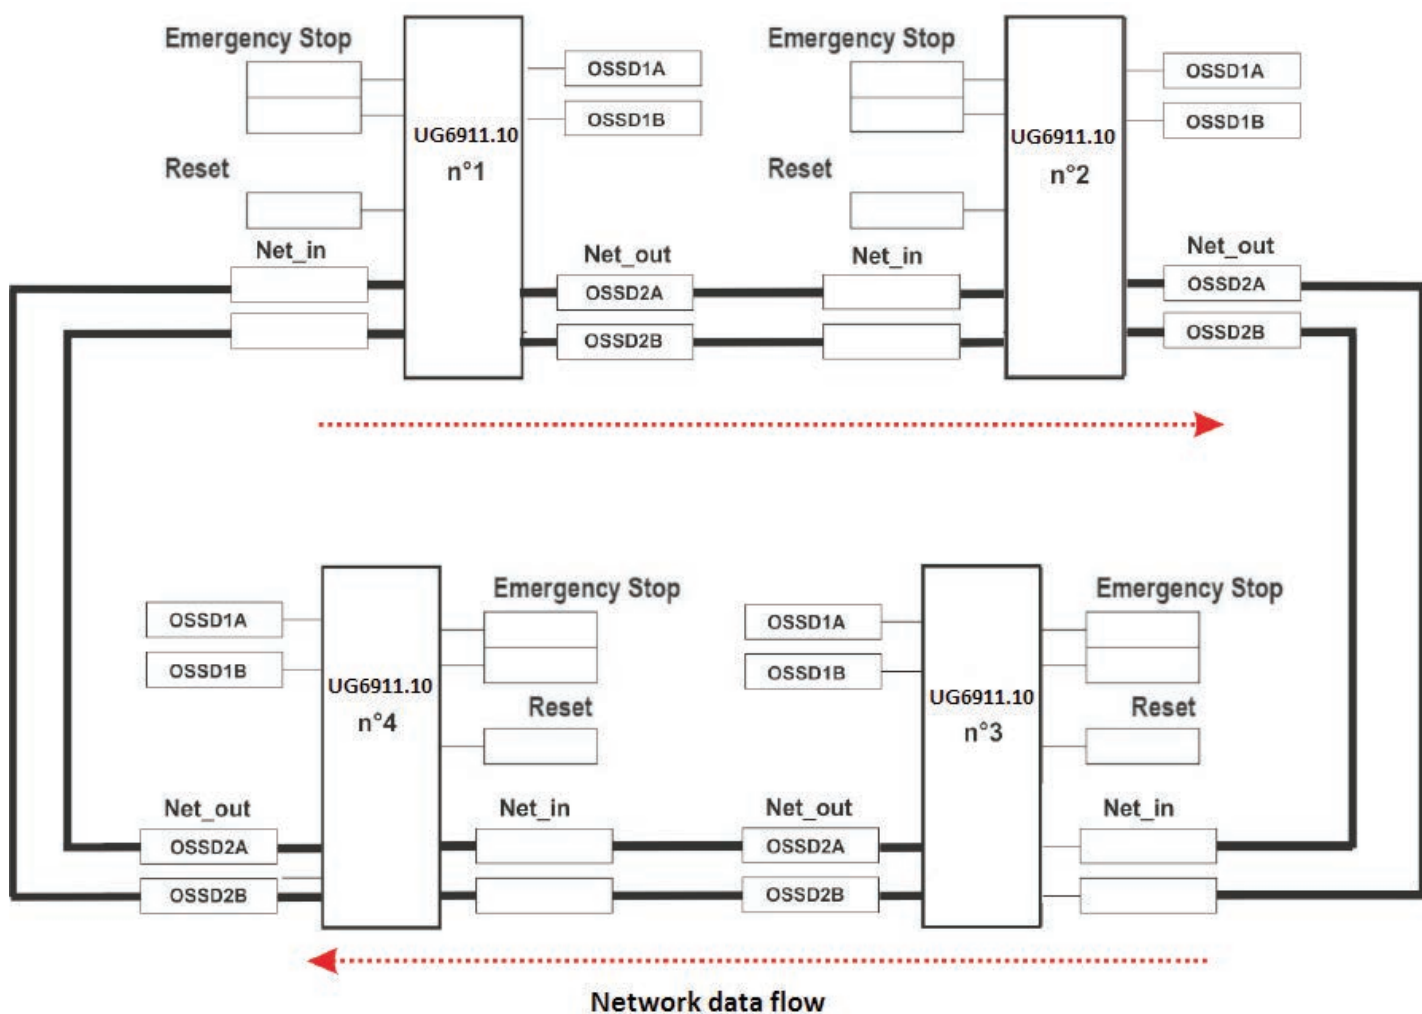 Emergency Stop
OSSD1A
OSSD1B
UG6911.10
n°1
Reset
Net_in
Net_out
OSSD2A
OSSD2B
Emergency Stop
OSSD1A
OSSD1B
UG6911.10
n°2
Reset
Net_in
Net_out
OSSD2A
OSSD2B
OSSD1A
OSSD1B
UG6911.10
n°4
Emergency Stop
Reset
Net_out
OSSD2A
OSSD2B
Net_in
OSSD1A
OSSD1B
UG6911.10
n°3
Emergency Stop
Reset
Net_out
OSSD2A
OSSD2B
Net_in
Network data flow